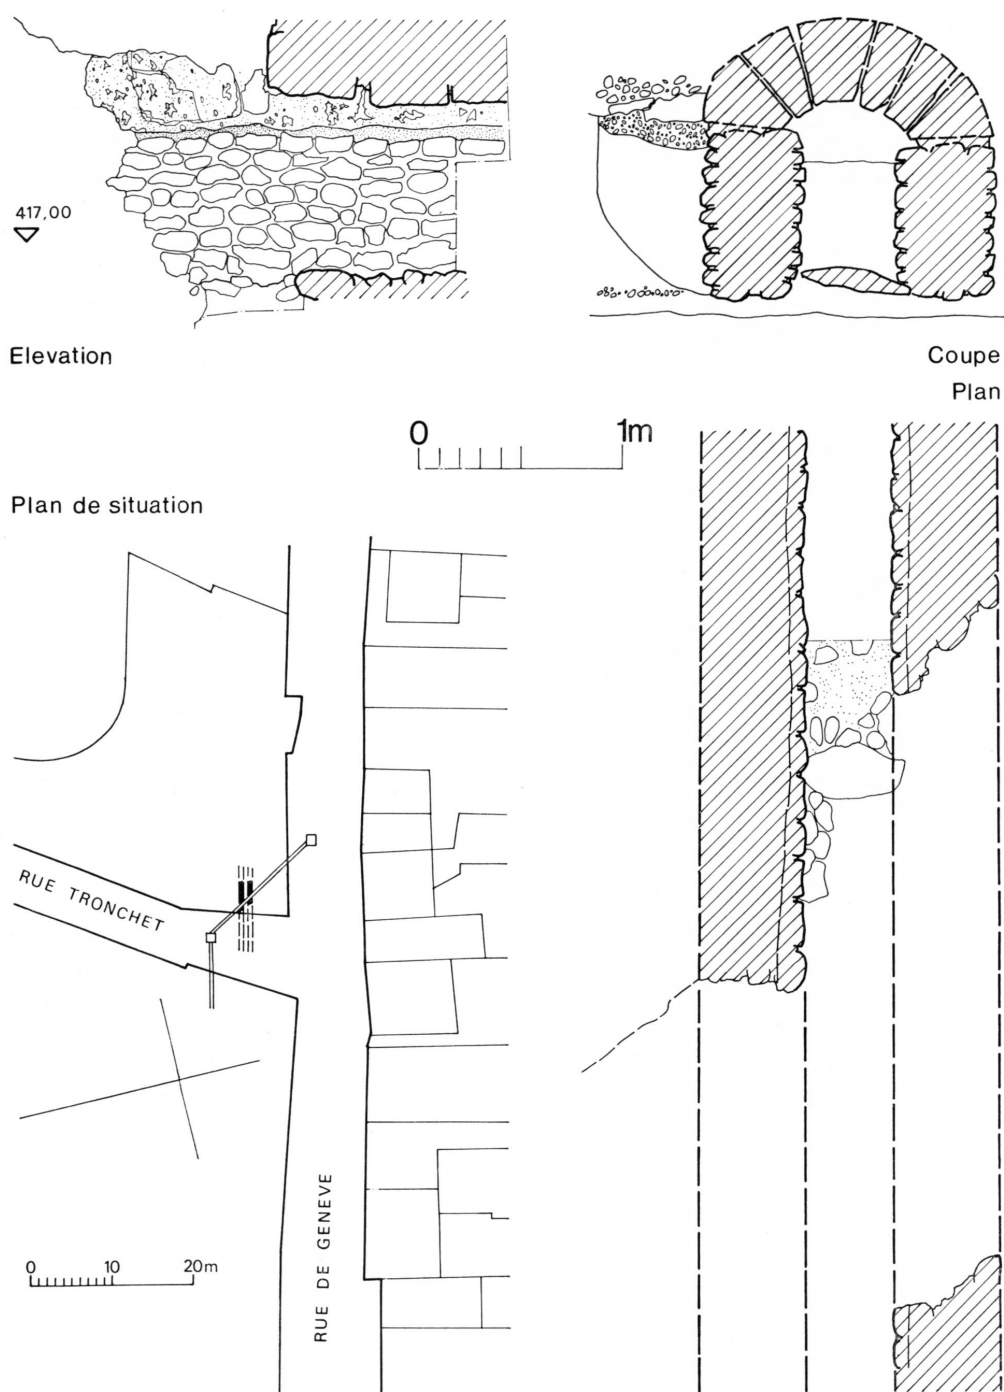 417,00
Elevation
Coupe
Plan
0 1m
Plan de situation
RUE TRONCHET
RUE DE GENEVE
0 10 20m